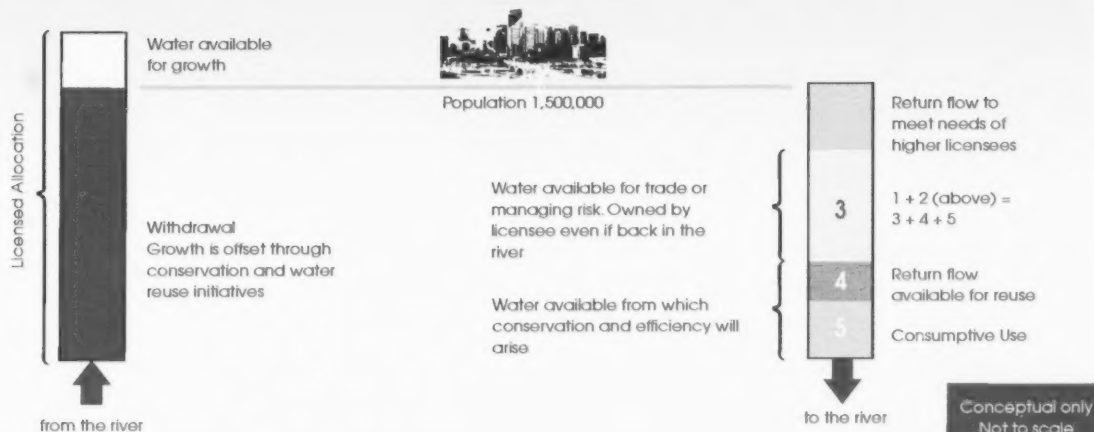 Licensed Allocation
Water available
for growth
Withdrawal
Growth is offset through
conservation and water
reuse initiatives
from the river
Population 1,500,000
Water available for trade or
managing risk. Owned by
licensee even if back in the
river
Water available from which
conservation and efficiency will
arise
3
4
5
Return flow to
meet needs of
higher licensees
1 + 2 (above) =
3 + 4 + 5
Return flow
available for reuse
Consumptive Use
to the river
Conceptual only
Not to scale